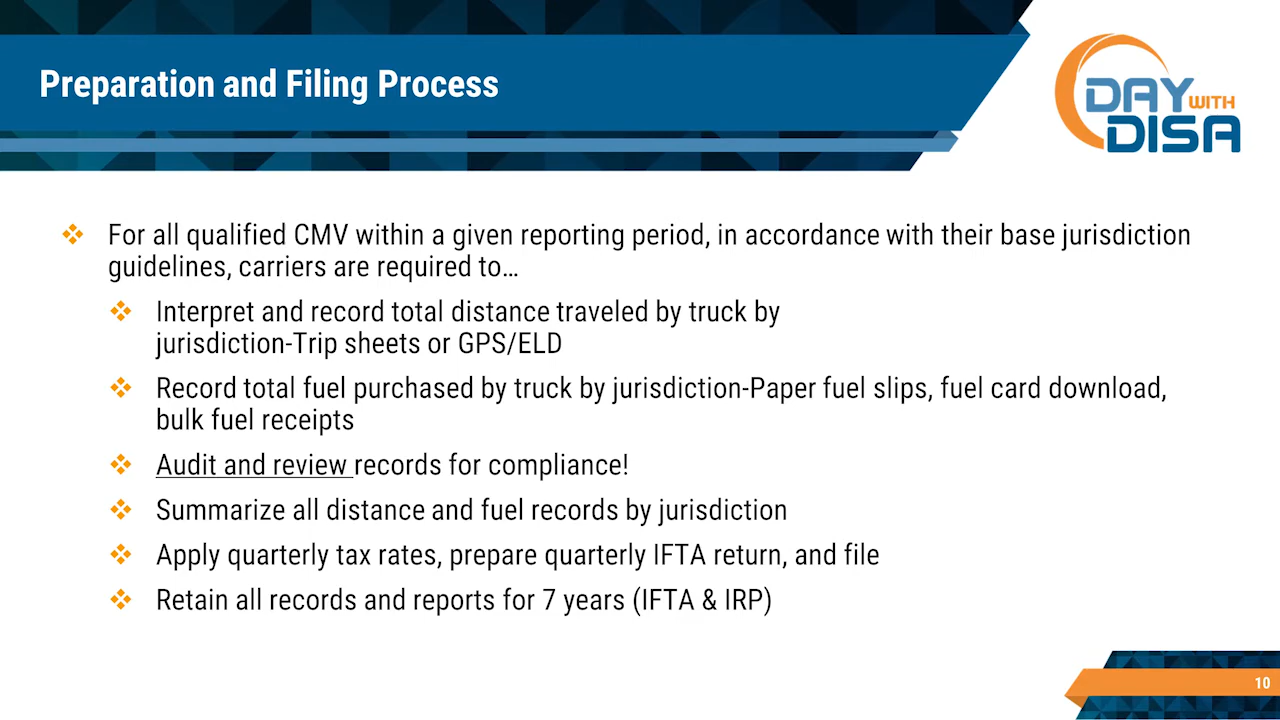 Preparation and Filing Process
DAY WITH
DISA
For all qualified CMV within a given reporting period, in accordance with their base jurisdiction
guidelines, carriers are required to…
Interpret and record total distance traveled by truck by
jurisdiction-Trip sheets or GPS/ELD
Record total fuel purchased by truck by jurisdiction-Paper fuel slips, fuel card download,
bulk fuel receipts
Audit and review records for compliance!
Summarize all distance and fuel records by jurisdiction
Apply quarterly tax rates, prepare quarterly IFTA return, and file
Retain all records and reports for 7 years (IFTA & IRP)
10